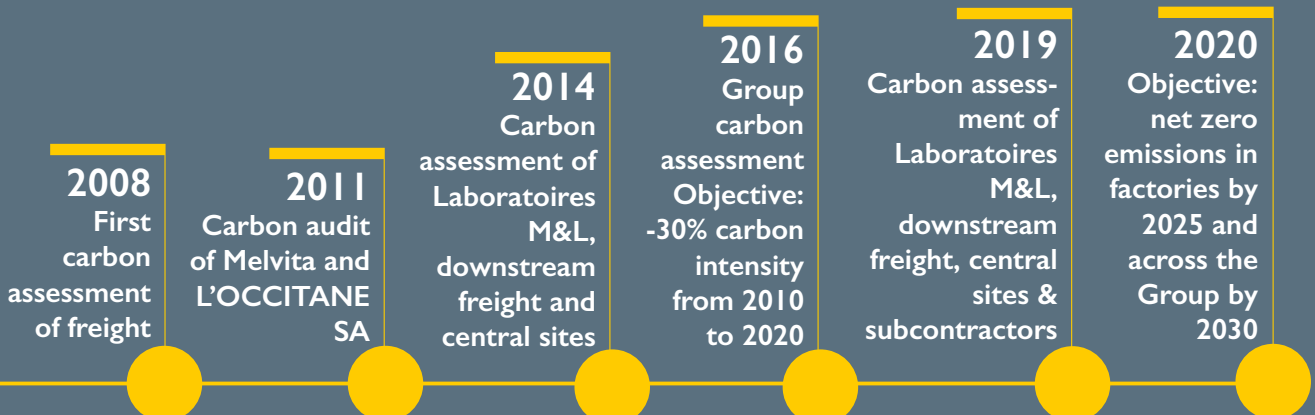 2008
First
carbon
assessment
of freight
2011
Carbon audit
of Melvita and
L'OCCITANE
SA
2014
Carbon
assessment of
Laboratoires
M&L,
downstream
freight and
central sites
2016
Group
carbon
assessment
Objective:
-30% carbon
intensity
from 2010
to 2020
2019
Carbon assess-
ment of
Laboratoires
M&L,
downstream
freight, central
sites &
subcontractors
2020
Objective:
net zero
emissions in
factories by
2025 and
across the
Group by
2030